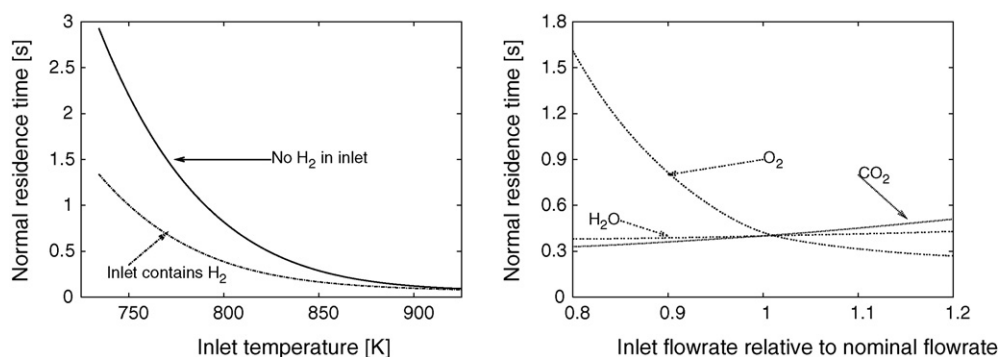 Normal residence time [s]
3
2.5
2
1.5
1
0.5
0
No H2 in inlet
Inlet contains H2
750
800
850
900
Inlet temperature [K]
Normal residence time [s]
1.8
1.5
1.2
0.9
0.6
0.3
0
O2
CO2
H2O
0.8
0.9
1
1.1
1.2
Inlet flowrate relative to nominal flowrate